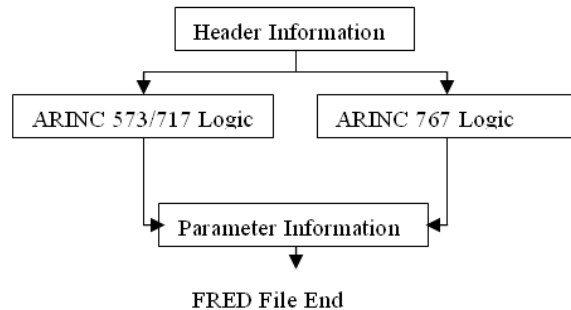 Header Information
ARINC 573/717 Logic
ARINC 767 Logic
Parameter Information
FRED File End